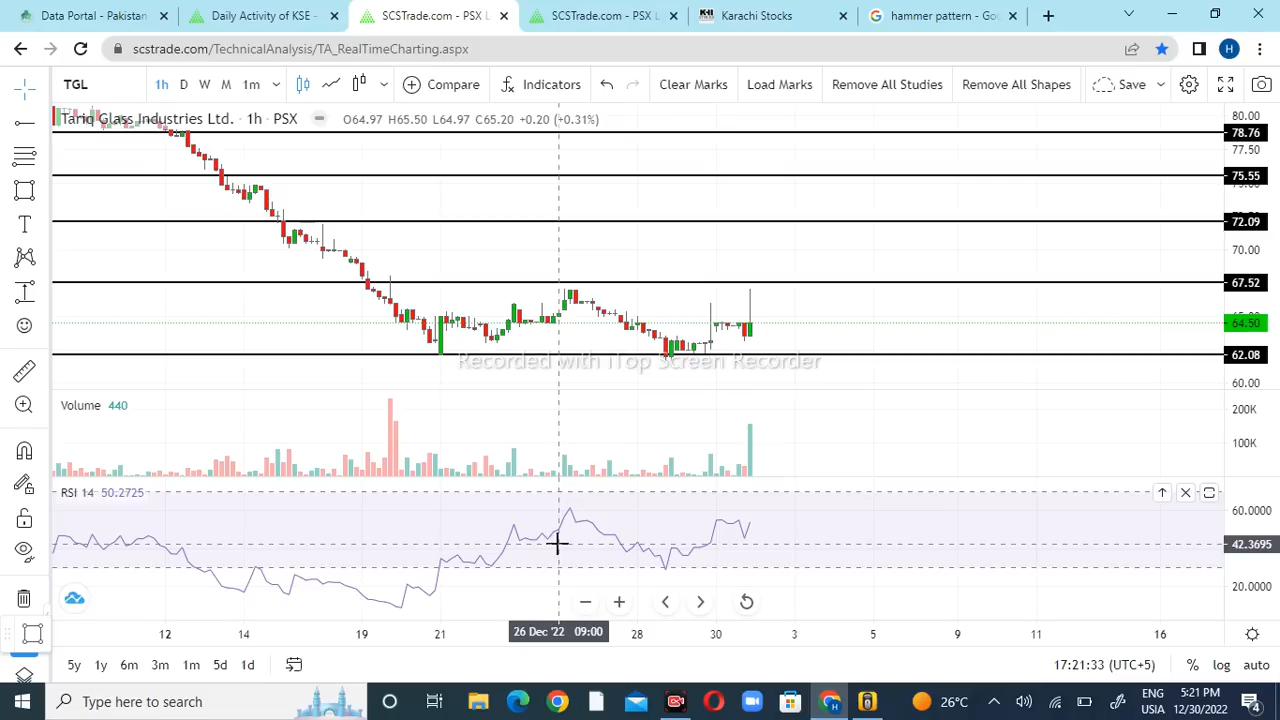 Data Portal - Pakistan
Daily Activity of KSE -
SCSTrade.com - PSX L
SCSTrade.com - PSX L
Karachi Stocks
hammer pattern - Goo
scstrade.com/TechnicalAnalysis/TA_RealTimeCharting.aspx
H
TGL
1h D W M 1m
Compare
Indicators
Clear Marks
Load Marks
Remove All Studies
Remove All Shapes
Save
Tariq Glass Industries Ltd. · 1h · PSX
O64.97 H65.50 L64.97 C65.20 +0.20 (+0.31%)
80.00
78.76
77.50
75.55
72.09
70.00
67.52
64.50
62.08
60.00
Recorded with iTop Screen Recorder
Volume 440
200K
100K
RSI 14 50.2725
60.0000
42.3695
20.0000
12 14 19 21 26 Dec '22 09:00 28 30 3 5 9 11 16
5y 1y 6m 3m 1m 5d 1d
17:21:33 (UTC+5) % log auto
Type here to search
26°C
ENG
USIA
5:21 PM
12/30/2022
4